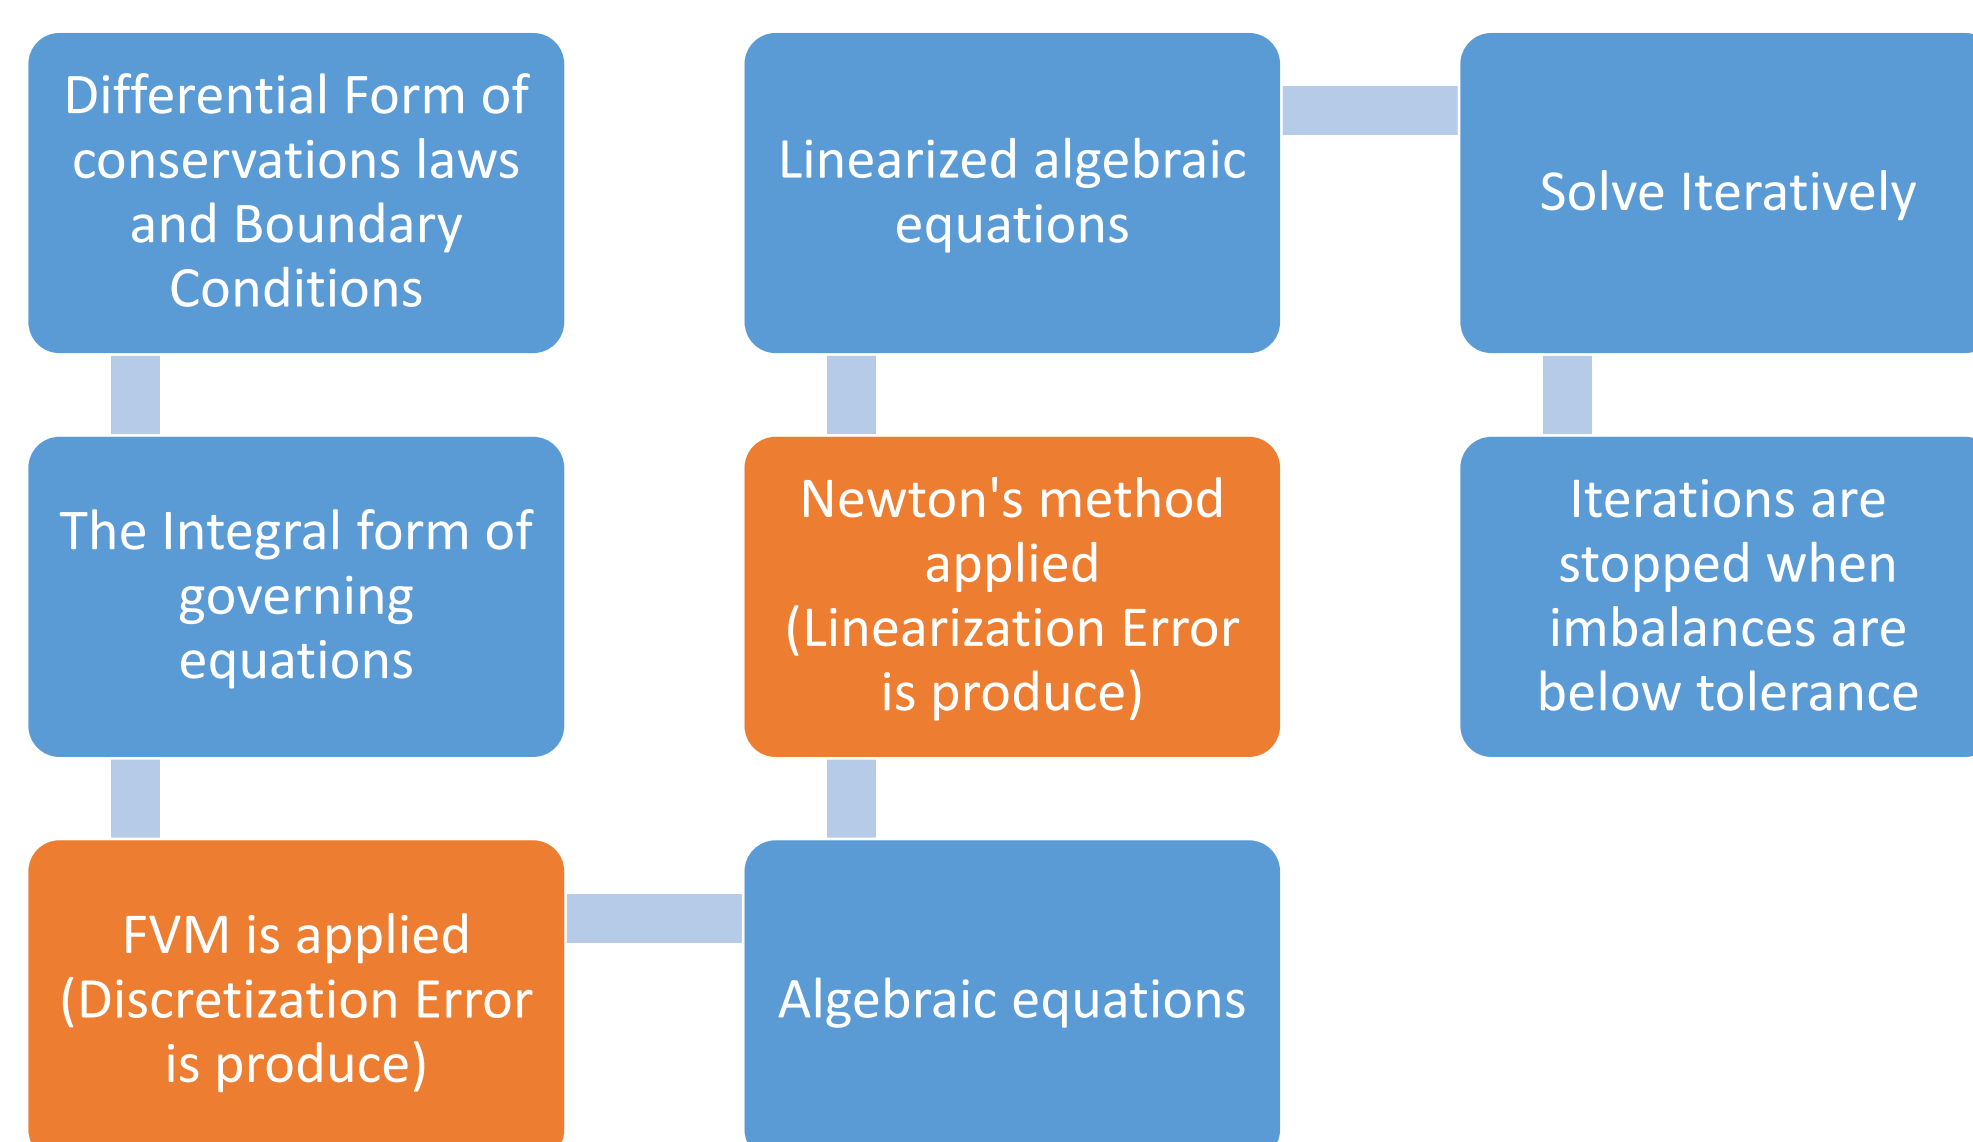 Differential Form of
conservations laws
and Boundary
Conditions
The Integral form of
governing
equations
FVM is applied
(Discretization Error
is produce)
Algebraic equations
Newton's method
applied
(Linearization Error
is produce)
Linearized algebraic
equations
Solve Iteratively
Iterations are
stopped when
imbalances are
below tolerance